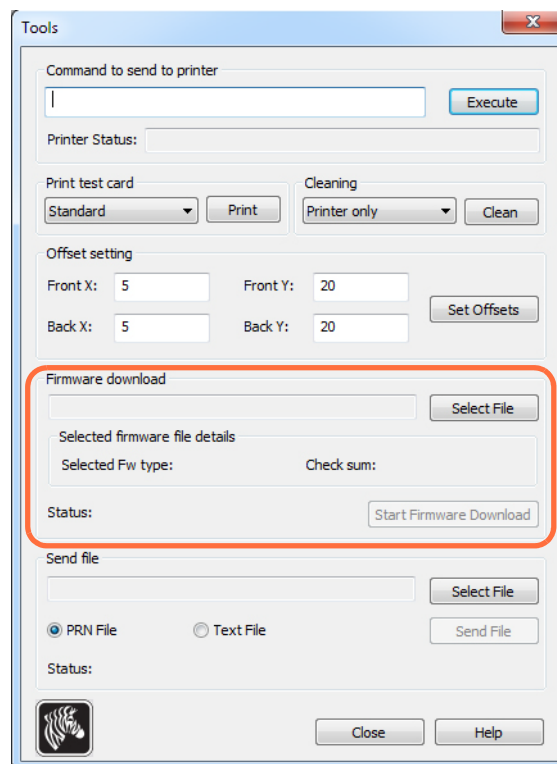 Tools
Command to send to printer
Execute
Printer Status:
Print test card
Cleaning
Standard
Print
Printer only
Clean
Offset setting
Front X: 5 Front Y: 20
Set Offsets
Back X: 5 Back Y: 20
Firmware download
Select File
Selected firmware file details
Selected Fw type: Check sum:
Status:
Start Firmware Download
Send file
Select File
PRN File Text File
Send File
Status:
Close Help